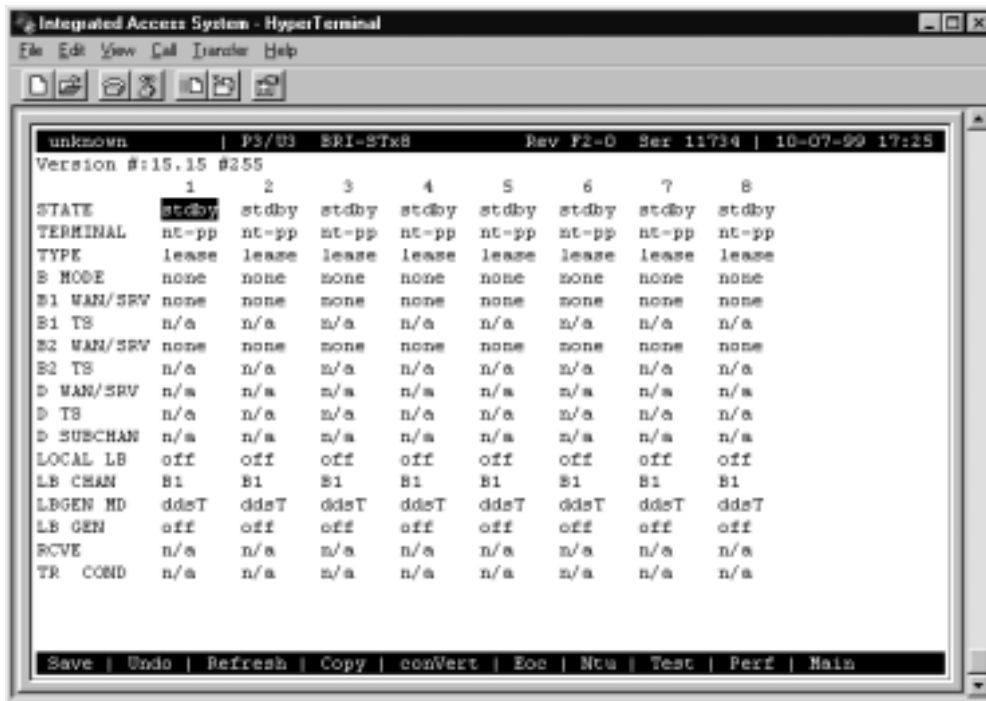 Integrated Access System - HyperTerminal
File Edit View Call Transfer Help
unknown | P3/U3 BRI-STx8 Rev F2-0 Ser 11734 | 10-07-99 17:25
Version #:15.15 #255
1 2 3 4 5 6 7 8
STATE stdby stdby stdby stdby stdby stdby stdby stdby
TERMINAL nt-pp nt-pp nt-pp nt-pp nt-pp nt-pp nt-pp nt-pp
TYPE lease lease lease lease lease lease lease lease
B MODE none none none none none none none none
B1 WAN/SRV none none none none none none none none
B1 TS n/a n/a n/a n/a n/a n/a n/a n/a
B2 WAN/SRV none none none none none none none none
B2 TS n/a n/a n/a n/a n/a n/a n/a n/a
D WAN/SRV n/a n/a n/a n/a n/a n/a n/a n/a
D TS n/a n/a n/a n/a n/a n/a n/a n/a
D SUBCHAN n/a n/a n/a n/a n/a n/a n/a n/a
LOCAL LB off off off off off off off off
LB CHAN B1 B1 B1 B1 B1 B1 B1 B1
LBGEN MD ddsT ddsT ddsT ddsT ddsT ddsT ddsT ddsT
LB GEN off off off off off off off off
RCVE n/a n/a n/a n/a n/a n/a n/a n/a
TR COND n/a n/a n/a n/a n/a n/a n/a n/a
Save | Undo | Refresh | Copy | conVert | Eoc | Ntu | Test | Perf | Main